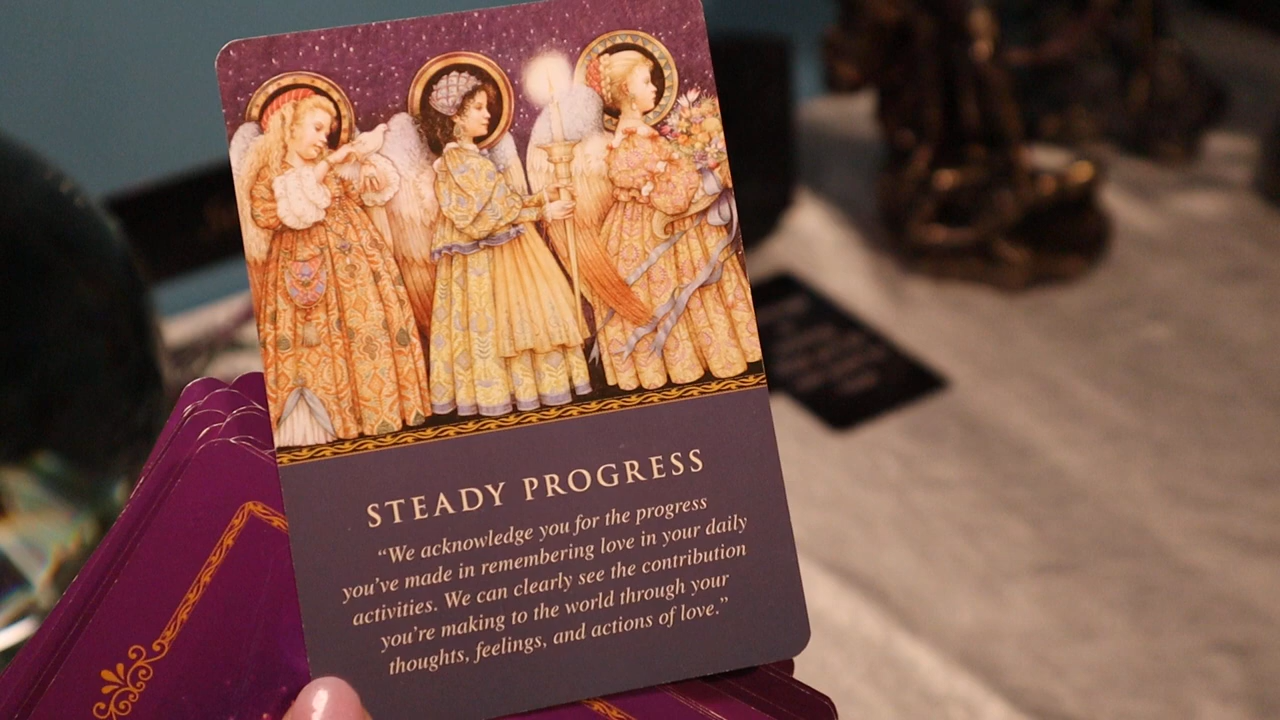 STEADY PROGRESS
“We acknowledge you for the progress
you’ve made in remembering love in your daily
activities. We can clearly see the contribution
you’re making to the world through your
thoughts, feelings, and actions of love.”